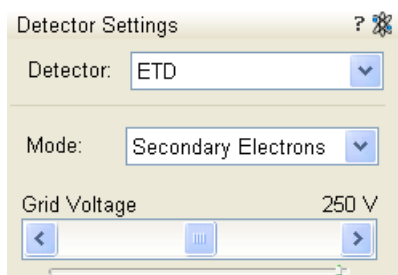 Detector Settings ?
Detector: ETD
Mode: Secondary Electrons
Grid Voltage 250 V